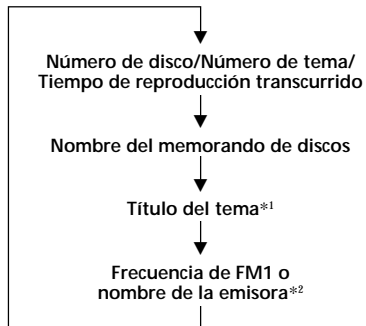 Número de disco/Número de tema/
Tiempo de reproducción transcurrido
Nombre del memorando de discos
Título del tema*1
Frecuencia de FM1 o
nombre de la emisora*2